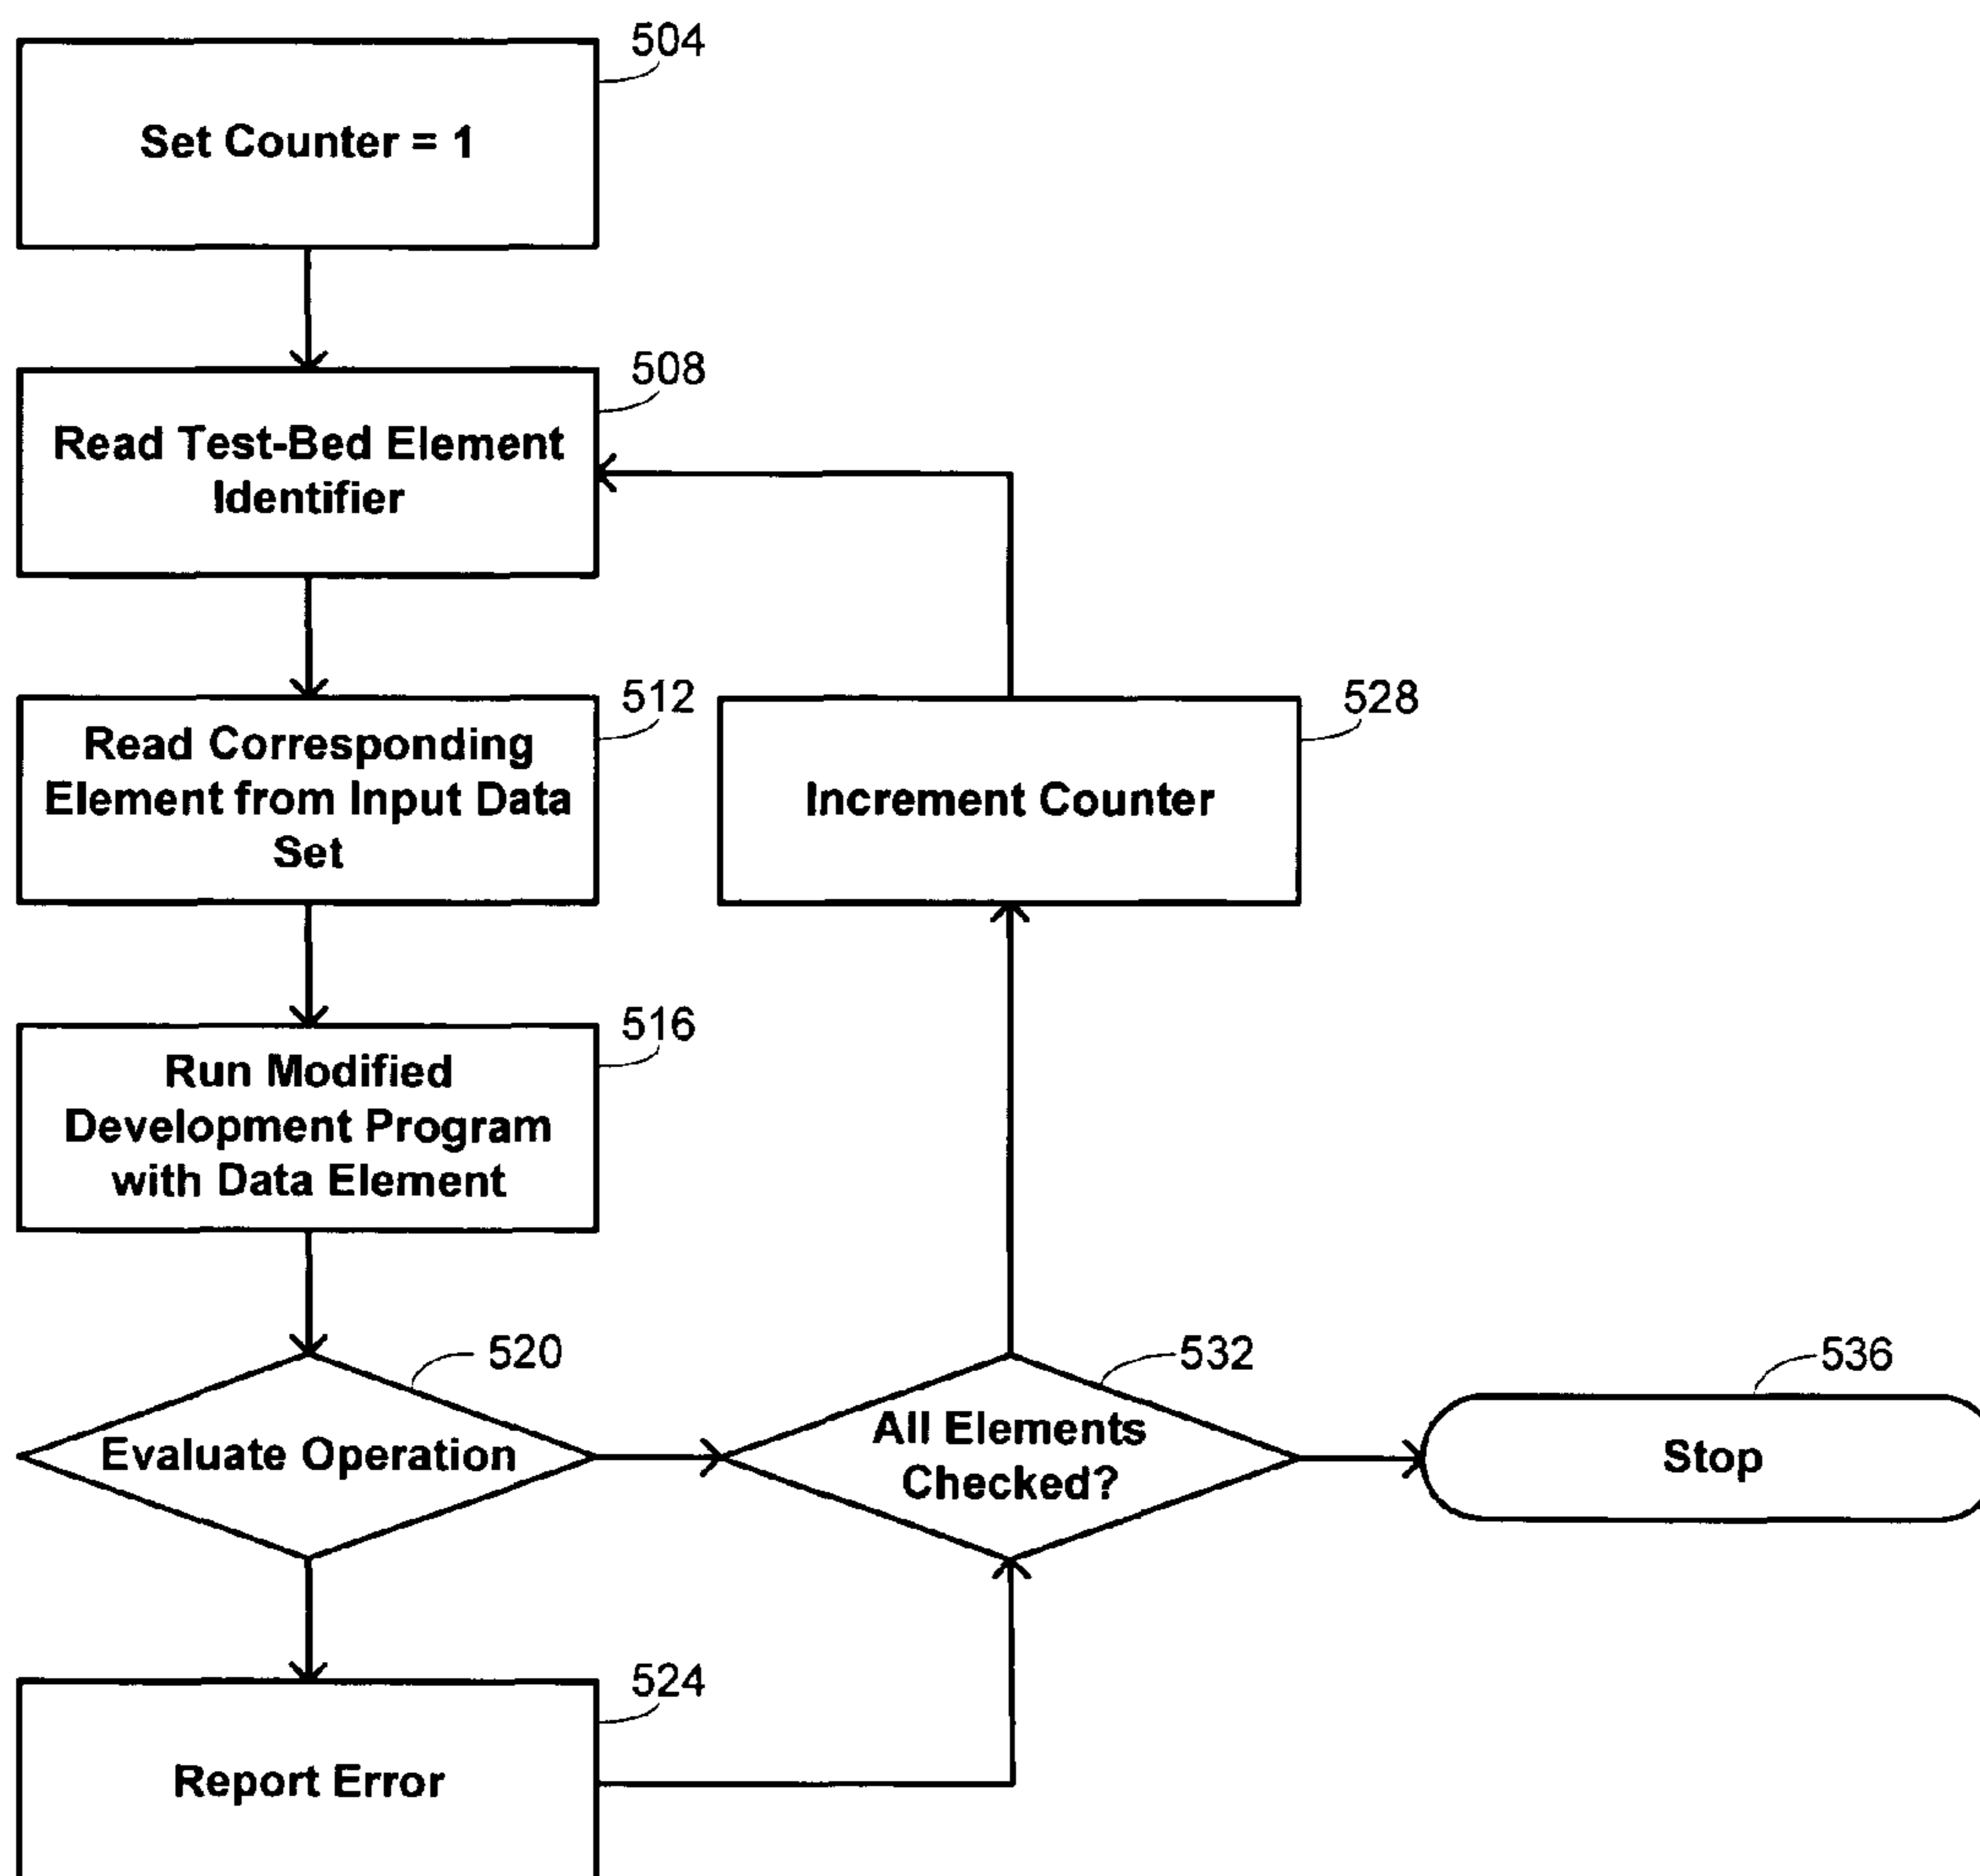 504
Set Counter = 1
508
Read Test-Bed Element
Identifier
512
Read Corresponding
Element from Input Data
Set
528
Increment Counter
516
Run Modified
Development Program
with Data Element
520
Evaluate Operation
532
All Elements
Checked?
536
Stop
524
Report Error